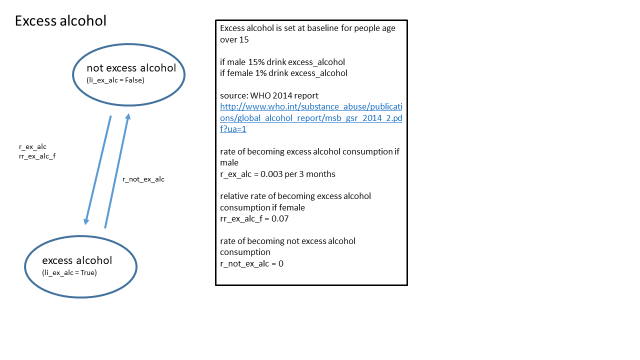 Excess alcohol
not excess alcohol
(li_ex_alc = False)
r_ex_alc
rr_ex_alc_f
r_not_ex_alc
excess alcohol
(li_ex_alc = True)
Excess alcohol is set at baseline for people age
over 15
if male 15% drink excess_alcohol
if female 1% drink excess_alcohol
source: WHO 2014 report
http://www.who.int/substance_abuse/publicati
ons/global_alcohol_report/msb_gsr_2014_2.pd
f?ua=1
rate of becoming excess alcohol consumption if
male
r_ex_alc = 0.003 per 3 months
relative rate of becoming excess alcohol
consumption if female
rr_ex_alc_f = 0.07
rate of becoming not excess alcohol
consumption
r_not_ex_alc = 0